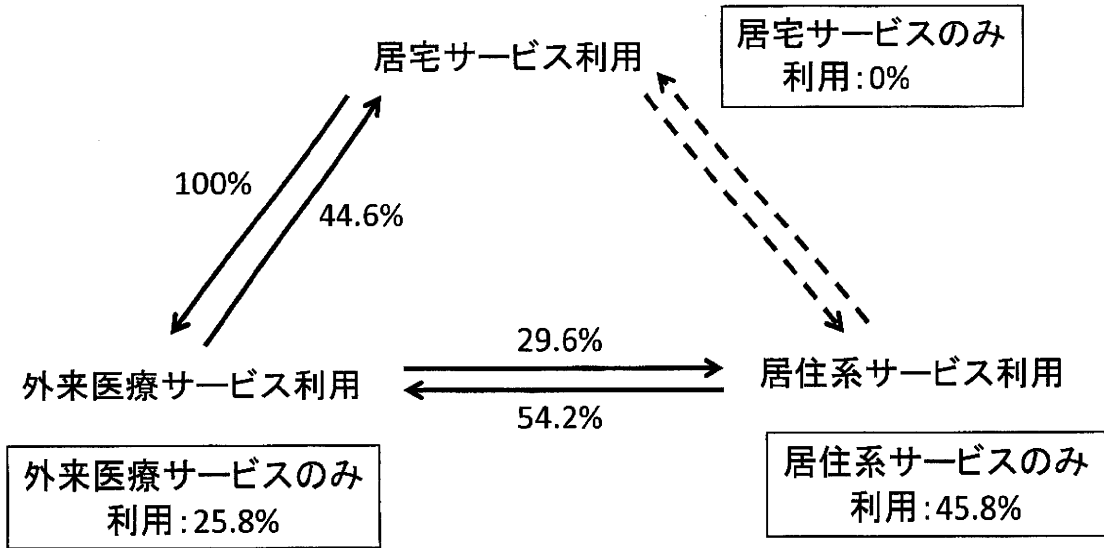 居宅サービス利用
居宅サービスのみ
利用:0%
100%
44.6%
29.6%
外来医療サービス利用
居住系サービス利用
54.2%
外来医療サービスのみ
利用:25.8%
居住系サービスのみ
利用:45.8%